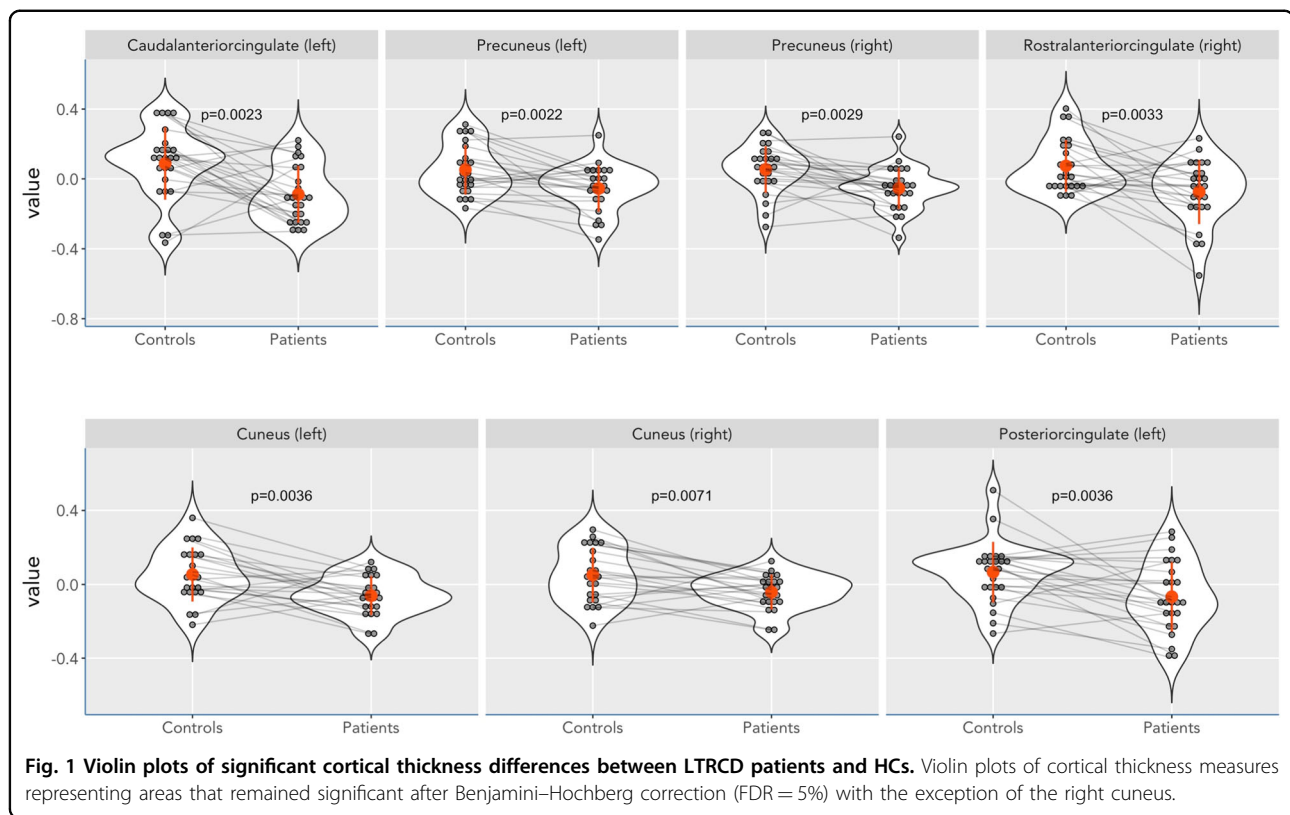 Caudalanteriorcingulate (left)
Precuneus (left)
Precuneus (right)
Rostralanteriorcingulate (right)
p=0.0023
p=0.0022
p=0.0029
p=0.0033
value
0.4
0.0
-0.4
-0.8
Controls
Patients
Controls
Patients
Controls
Patients
Controls
Patients
Cuneus (left)
Cuneus (right)
Posteriorcingulate (left)
p=0.0036
p=0.0071
p=0.0036
value
0.4
0.0
-0.4
Controls
Patients
Controls
Patients
Controls
Patients
Fig. 1 Violin plots of significant cortical thickness differences between LTRCD patients and HCs. Violin plots of cortical thickness measures
representing areas that remained significant after Benjamini–Hochberg correction (FDR = 5%) with the exception of the right cuneus.